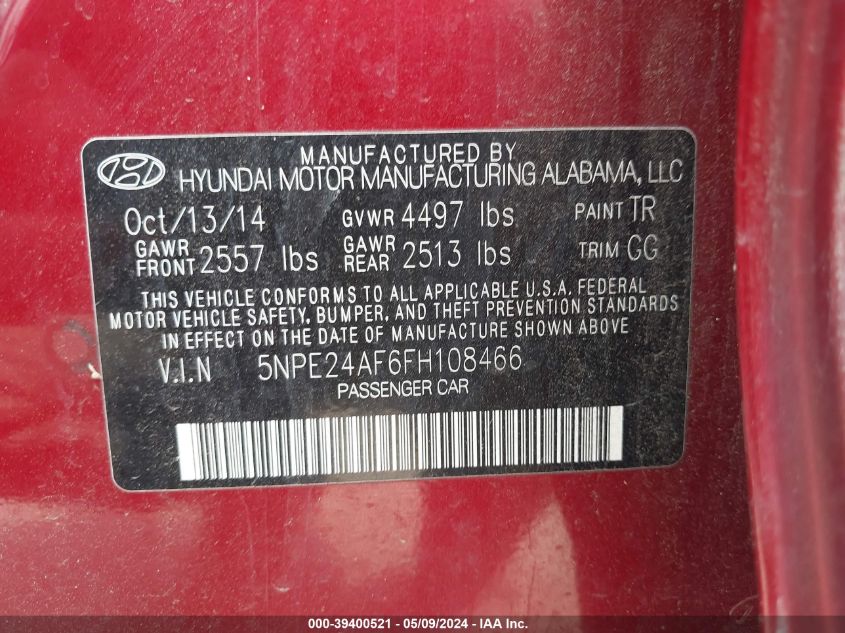 MANUFACTURED BY
HYUNDAI MOTOR MANUFACTURING ALABAMA, LLC
Oct/13/14 GVWR 4497 lbs PAINT TR
GAWR FRONT 2557 lbs GAWR REAR 2513 lbs TRIM GG
THIS VEHICLE CONFORMS TO ALL APPLICABLE U.S.A. FEDERAL
MOTOR VEHICLE SAFETY, BUMPER, AND THEFT PREVENTION STANDARDS
IN EFFECT ON THE DATE OF MANUFACTURE SHOWN ABOVE
V.I.N 5NPE24AF6FH108466
PASSENGER CAR
000-39400521 - 05/09/2024 - IAAI.com